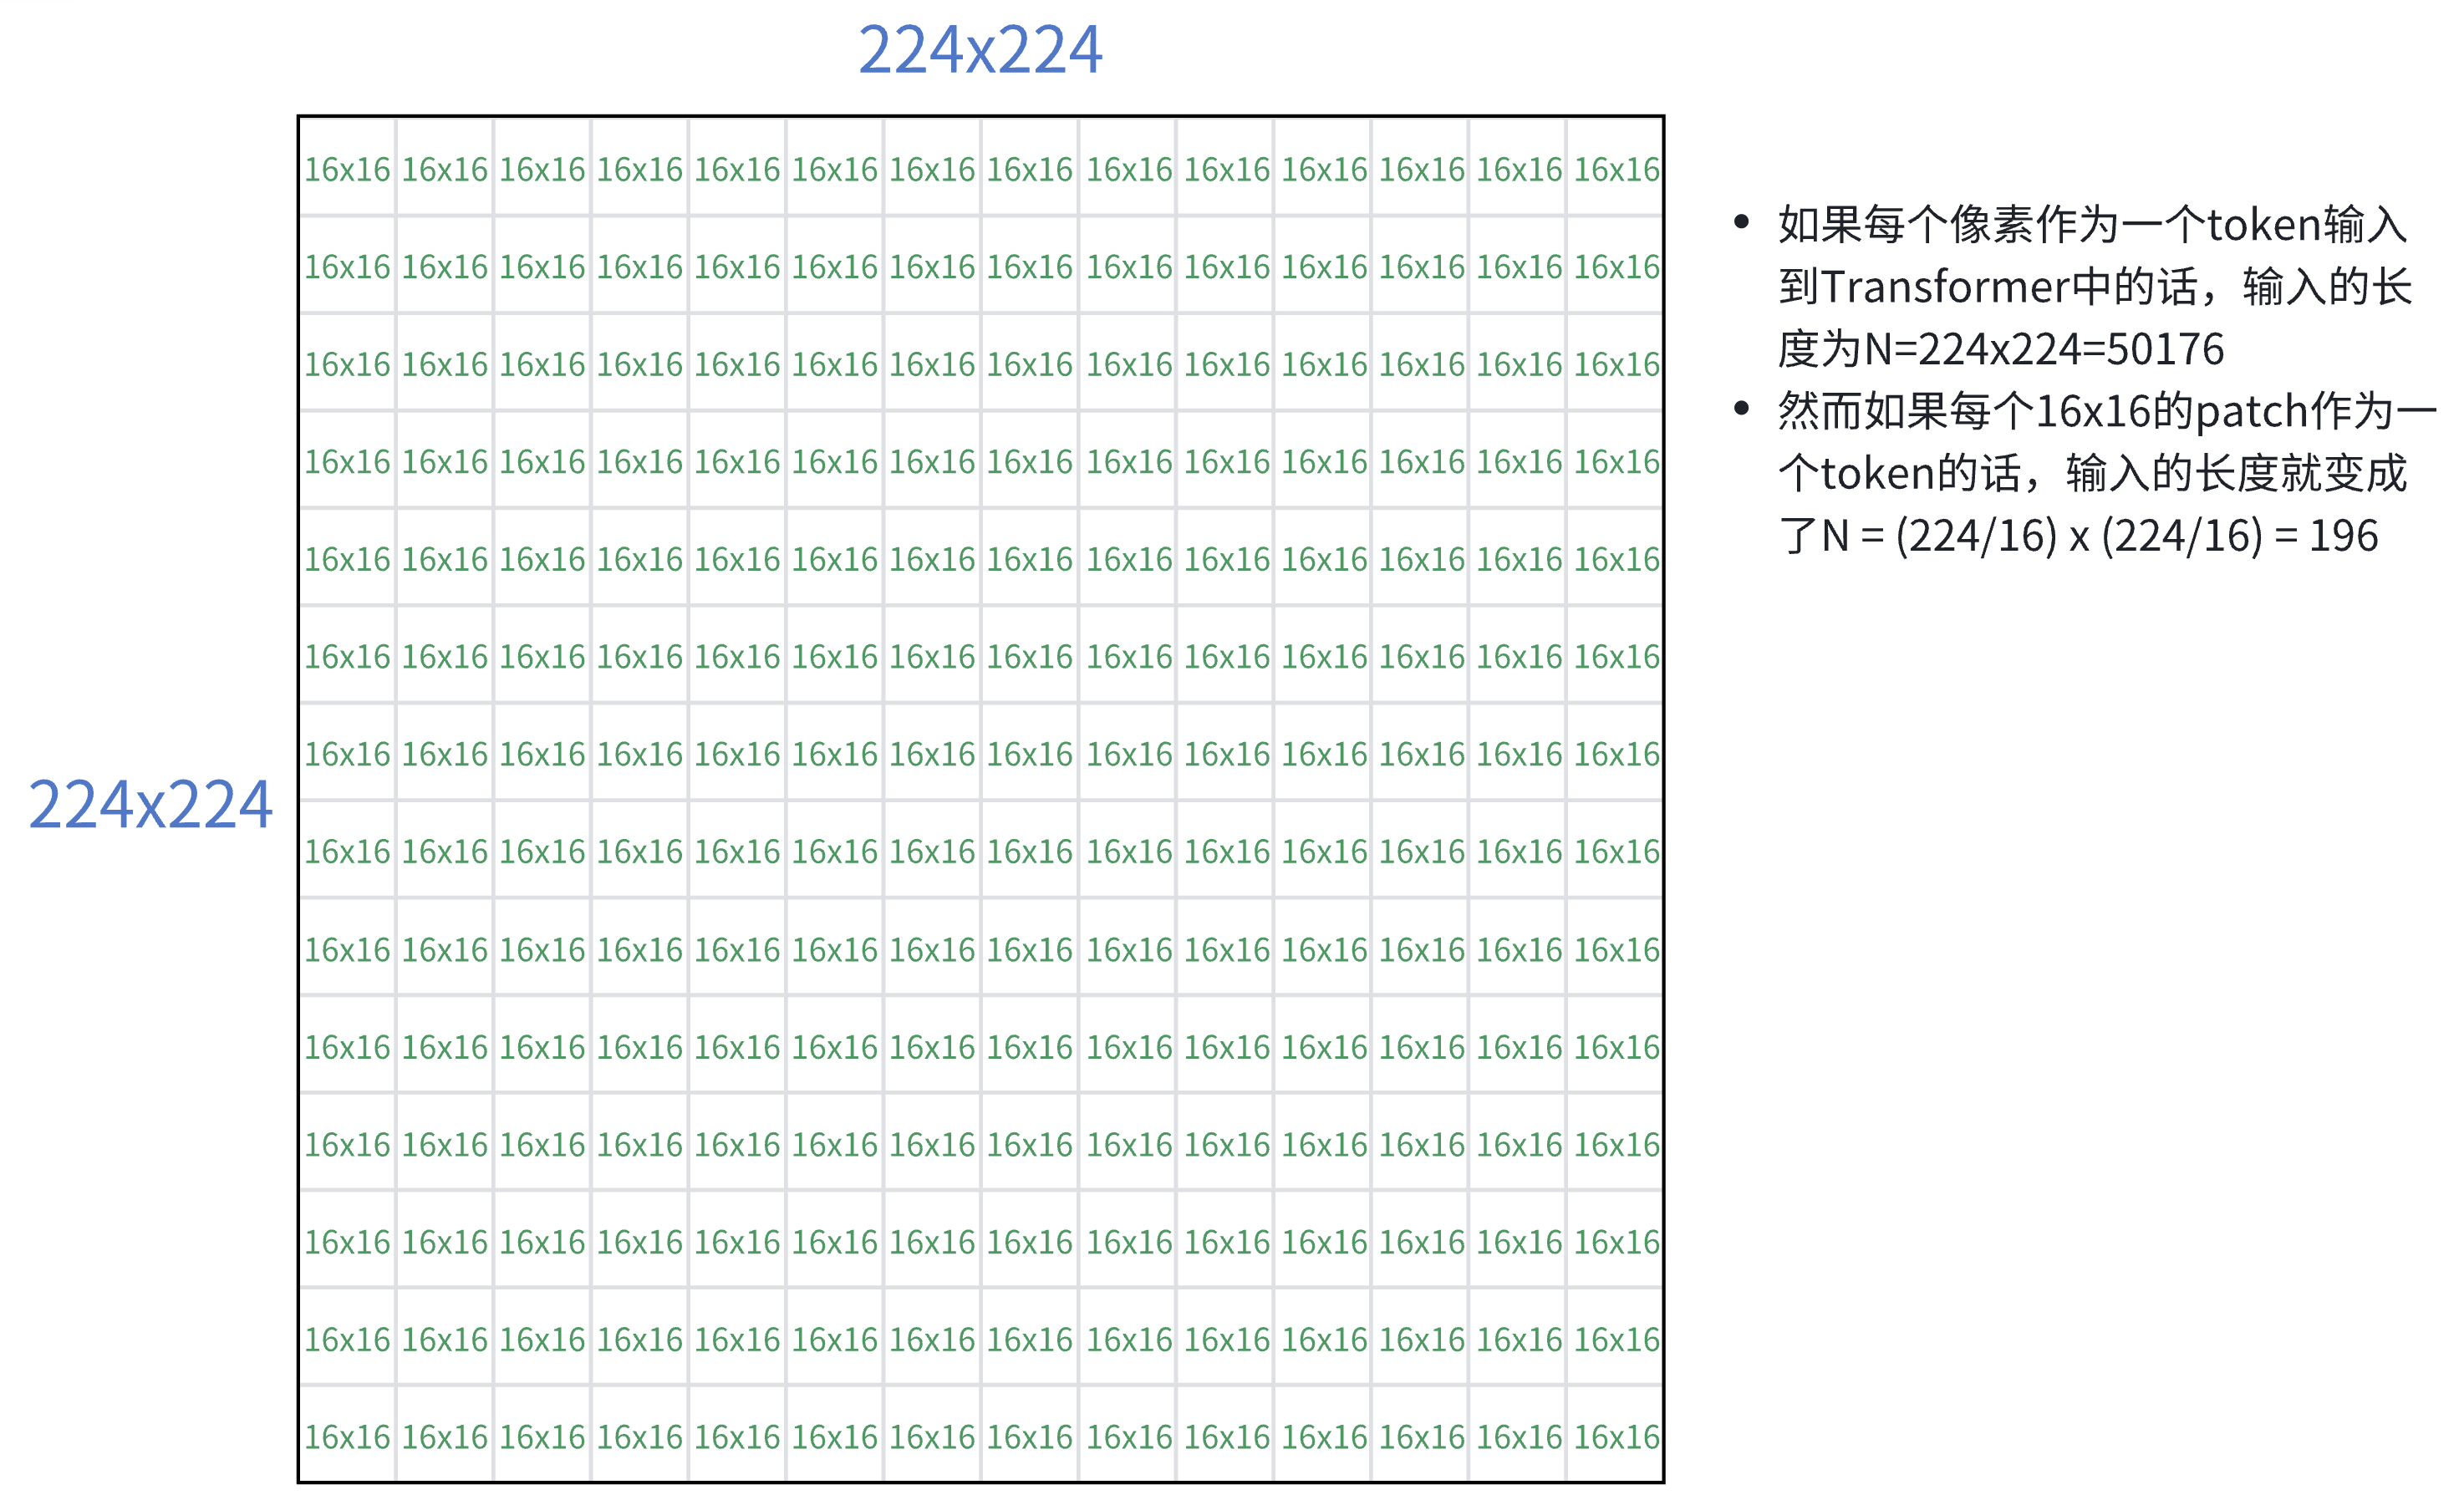 224x224
16x16 16x16 16x16 16x16 16x16 16x16 16x16 16x16 16x16 16x16 16x16 16x16 16x16 16x16
16x16 16x16 16x16 16x16 16x16 16x16 16x16 16x16 16x16 16x16 16x16 16x16 16x16 16x16
16x16 16x16 16x16 16x16 16x16 16x16 16x16 16x16 16x16 16x16 16x16 16x16 16x16 16x16
16x16 16x16 16x16 16x16 16x16 16x16 16x16 16x16 16x16 16x16 16x16 16x16 16x16 16x16
16x16 16x16 16x16 16x16 16x16 16x16 16x16 16x16 16x16 16x16 16x16 16x16 16x16 16x16
16x16 16x16 16x16 16x16 16x16 16x16 16x16 16x16 16x16 16x16 16x16 16x16 16x16 16x16
16x16 16x16 16x16 16x16 16x16 16x16 16x16 16x16 16x16 16x16 16x16 16x16 16x16 16x16
224x224
16x16 16x16 16x16 16x16 16x16 16x16 16x16 16x16 16x16 16x16 16x16 16x16 16x16 16x16
16x16 16x16 16x16 16x16 16x16 16x16 16x16 16x16 16x16 16x16 16x16 16x16 16x16 16x16
16x16 16x16 16x16 16x16 16x16 16x16 16x16 16x16 16x16 16x16 16x16 16x16 16x16 16x16
16x16 16x16 16x16 16x16 16x16 16x16 16x16 16x16 16x16 16x16 16x16 16x16 16x16 16x16
16x16 16x16 16x16 16x16 16x16 16x16 16x16 16x16 16x16 16x16 16x16 16x16 16x16 16x16
16x16 16x16 16x16 16x16 16x16 16x16 16x16 16x16 16x16 16x16 16x16 16x16 16x16 16x16
16x16 16x16 16x16 16x16 16x16 16x16 16x16 16x16 16x16 16x16 16x16 16x16 16x16 16x16
• 如果每个像素作为一个token输入
到Transformer中的话，输入的长
度为N=224x224=50176
• 然而如果每个16x16的patch作为一
个token的话，输入的长度就变成
了N = (224/16) x (224/16) = 196